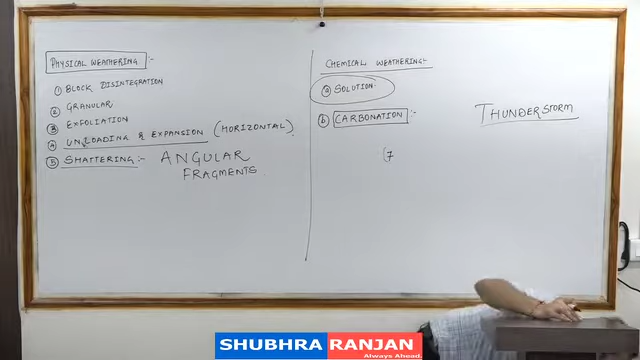 PHYSICAL WEATHERING :-
① BLOCK DISINTEGRATION
② GRANULAR
③ EXFOLIATION
④ UNLOADING & EXPANSION (HORIZONTAL)
⑤ SHATTERING :- ANGULAR
FRAGMENTS.
CHEMICAL WEATHERING:-
ⓐ SOLUTION
ⓑ CARBONATION :-
THUNDERSTORM
SHUBHRA RANJAN
Always Ahead.